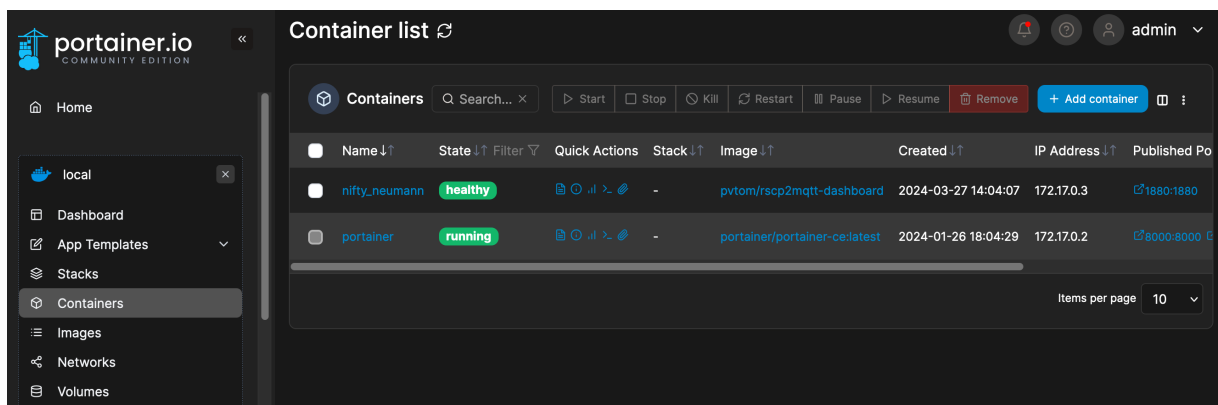 portainer.io
COMMUNITY EDITION
Home
local
Dashboard
App Templates
Stacks
Containers
Images
Networks
Volumes
Container list
admin
Containers Search... Start Stop Kill Restart Pause Resume Remove + Add container
Name State Filter Quick Actions Stack Image Created IP Address Published Po
nifty_neumann healthy - pvtom/rscp2mqtt-dashboard 2024-03-27 14:04:07 172.17.0.3 1880:1880
portainer running - portainer/portainer-ce:latest 2024-01-26 18:04:29 172.17.0.2 8000:8000
Items per page 10